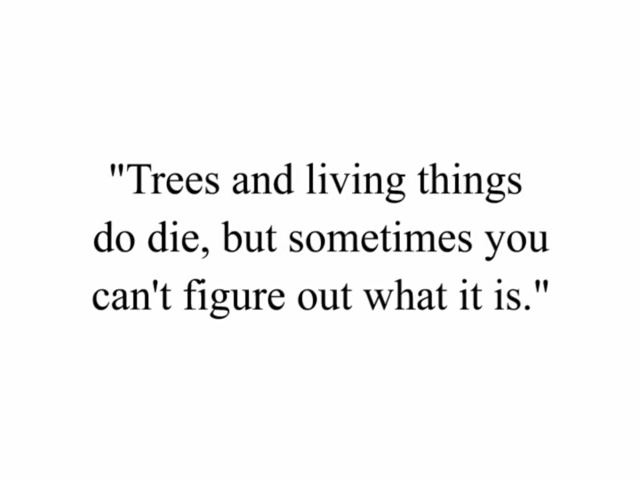 "Trees and living things
do die, but sometimes you
can't figure out what it is."